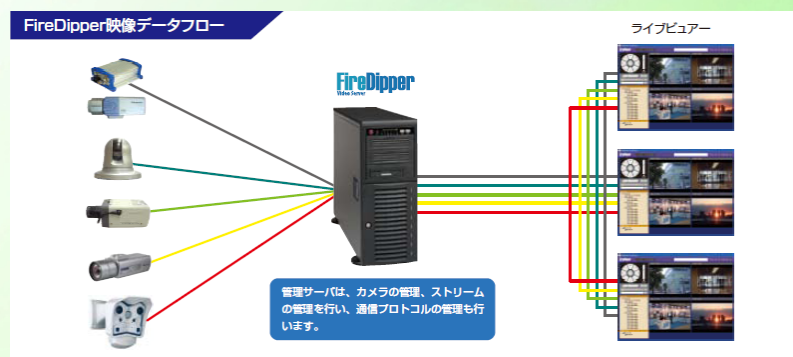 FireDipper映像データフロー
ライブビュアー
FireDipper
Video Server
管理サーバは、カメラの管理、ストリーム
の管理を行い、通信プロトコルの管理も行
います。